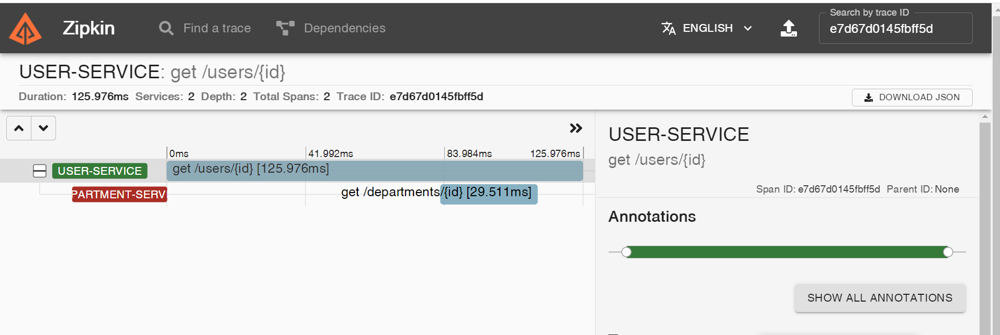 Zipkin
Find a trace
Dependencies
ENGLISH
Search by trace ID
e7d67d0145fbff5d
USER-SERVICE: get /users/{id}
Duration: 125.976ms Services: 2 Depth: 2 Total Spans: 2 Trace ID: e7d67d0145fbff5d
DOWNLOAD JSON
0ms
41.992ms
83.984ms
125.976ms
USER-SERVICE
get /users/{id} [125.976ms]
PARTMENT-SERV
get /departments/{id} [29.511ms]
USER-SERVICE
get /users/{id}
Span ID: e7d67d0145fbff5d Parent ID: None
Annotations
SHOW ALL ANNOTATIONS